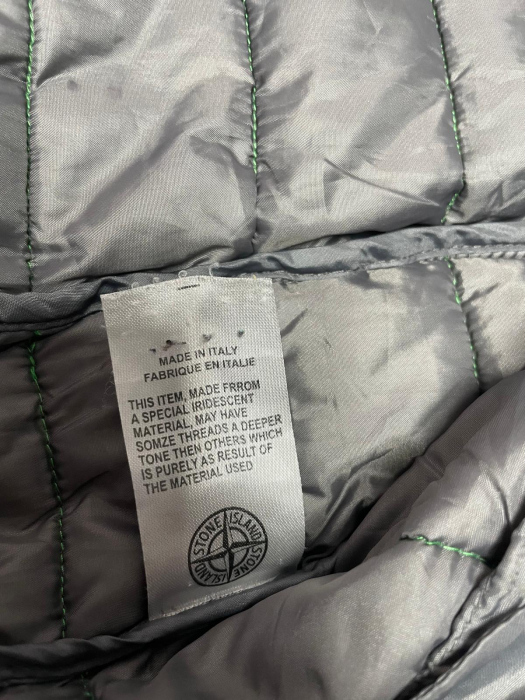 MADE IN ITALY
FABRIQUE EN ITALIE
THIS ITEM, MADE FRROM
A SPECIAL IRIDESCENT
MATERIAL, MAY HAVE
SOMZE THREADS A DEEPER
TONE THEN OTHERS WHICH
IS PURELY AS RESULT OF
THE MATERIAL USED
STONE ISLAND
STONE ISLAND